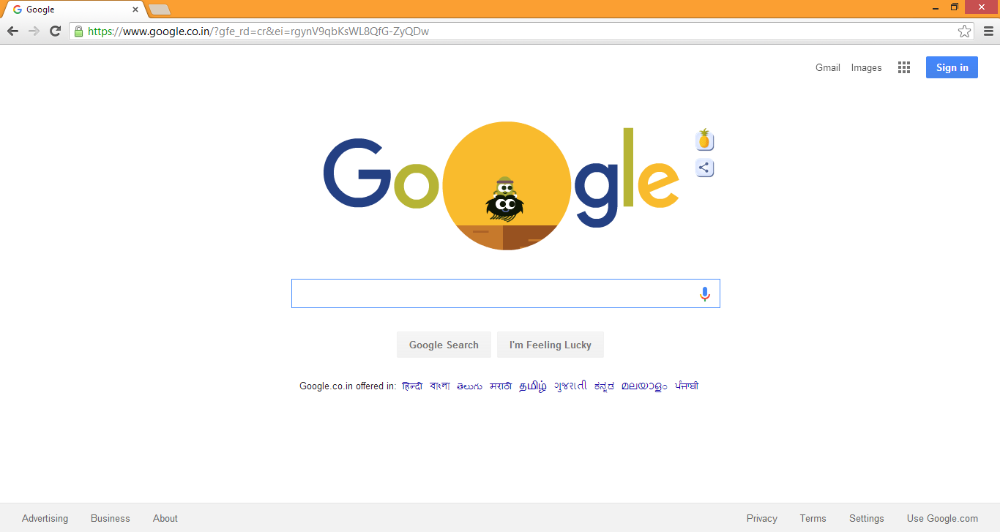 Google
https://www.google.co.in/?gfe_rd=cr&ei=rgynV9qbKsWL8QfG-ZyQDw
Gmail Images Sign in
Google
Google Search I'm Feeling Lucky
Google.co.in offered in: हिन्दी বাংলা తెలుగు मराठी தமிழ் ગુજરાતી ಕನ್ನಡ മലയാളം ਪੰਜਾਬੀ
Advertising Business About Privacy Terms Settings Use Google.com